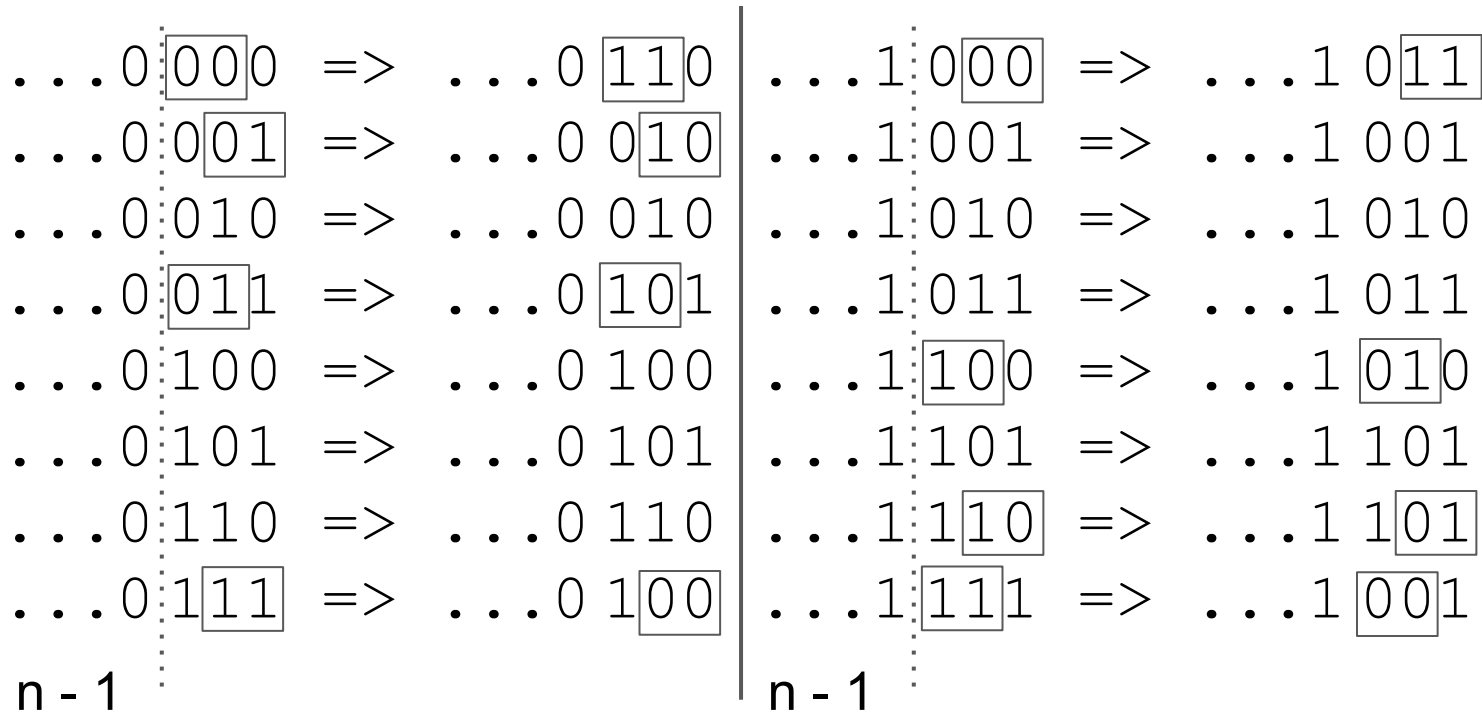 ...0 000 => ...0 110 ...1 000 => ...1 011
...0 001 => ...0 010 ...1 001 => ...1 001
...0 010 => ...0 010 ...1 010 => ...1 010
...0 011 => ...0 101 ...1 011 => ...1 011
...0 100 => ...0 100 ...1 100 => ...1 010
...0 101 => ...0 101 ...1 101 => ...1 101
...0 110 => ...0 110 ...1 110 => ...1 101
...0 111 => ...0 100 ...1 111 => ...1 001
n - 1 n - 1